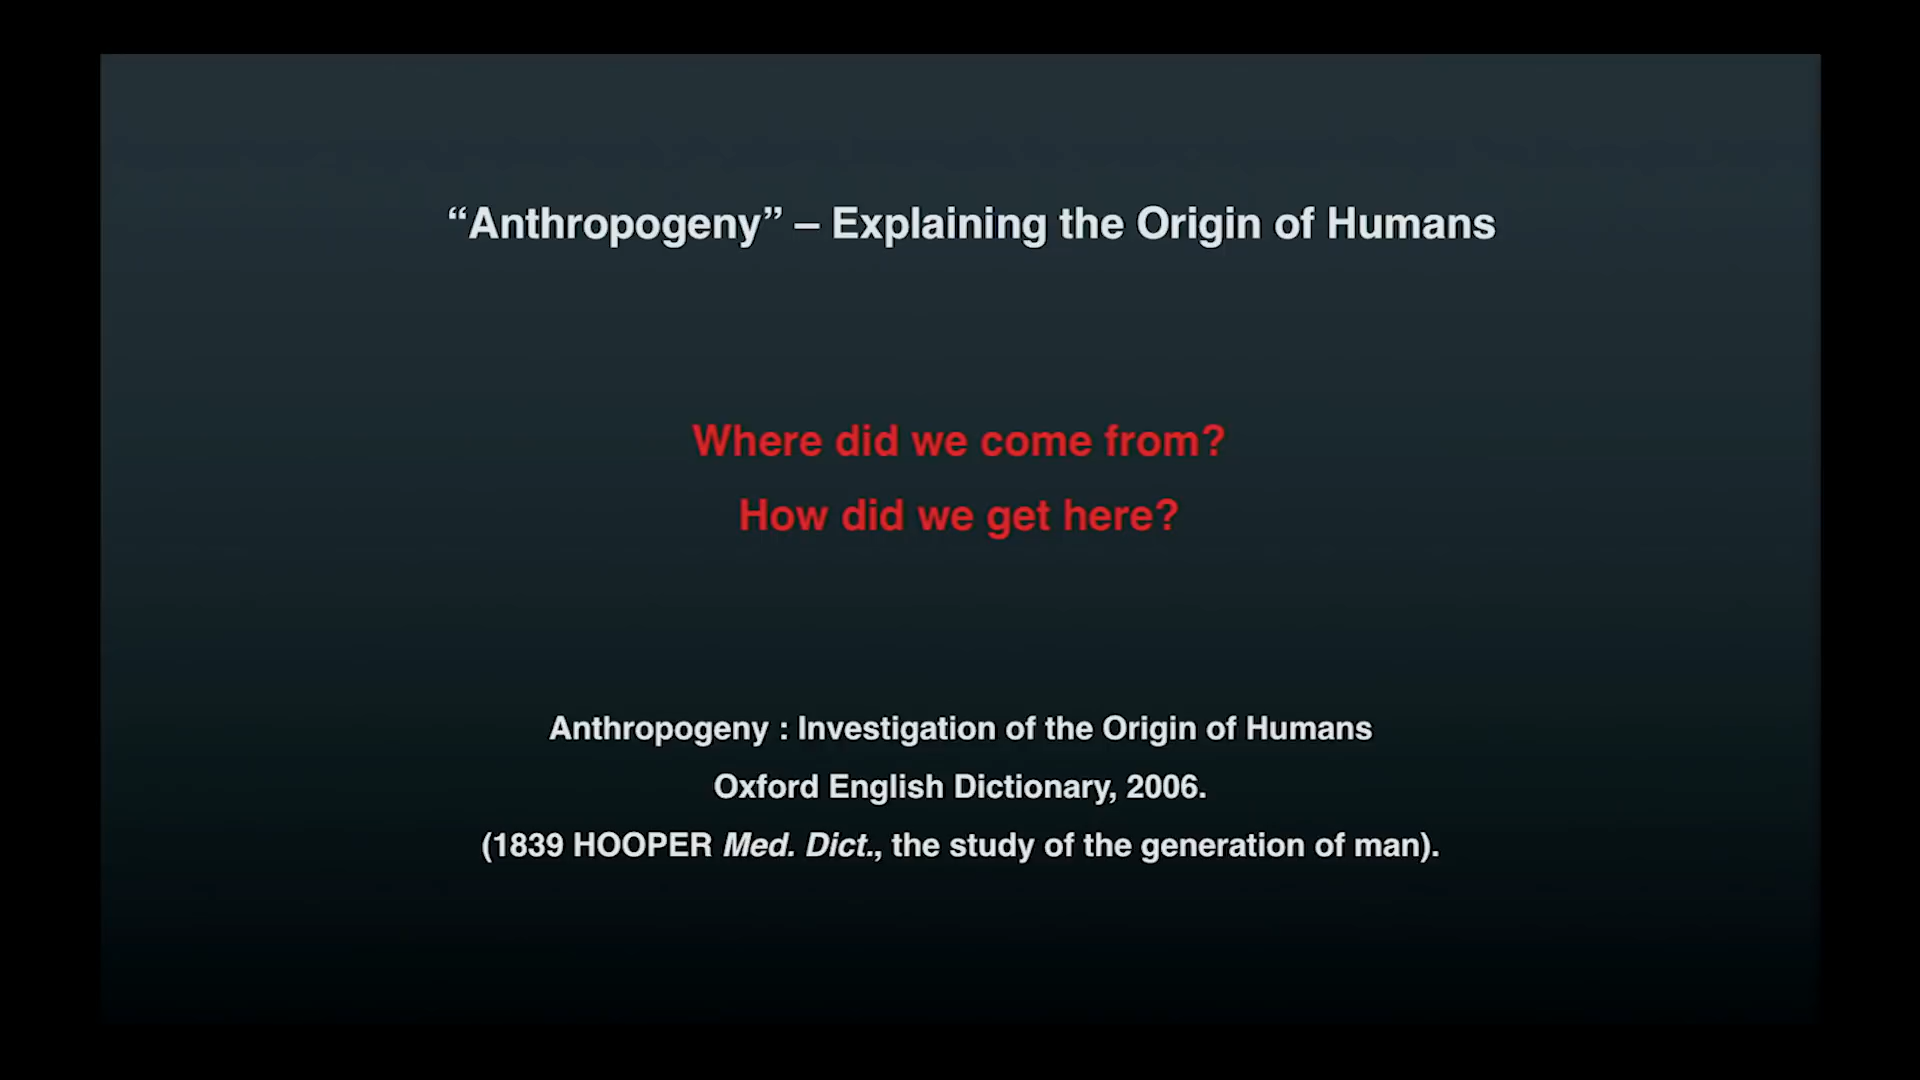 “Anthropogeny” – Explaining the Origin of Humans
Where did we come from?
How did we get here?
Anthropogeny : Investigation of the Origin of Humans
Oxford English Dictionary, 2006.
(1839 HOOPER Med. Dict., the study of the generation of man).